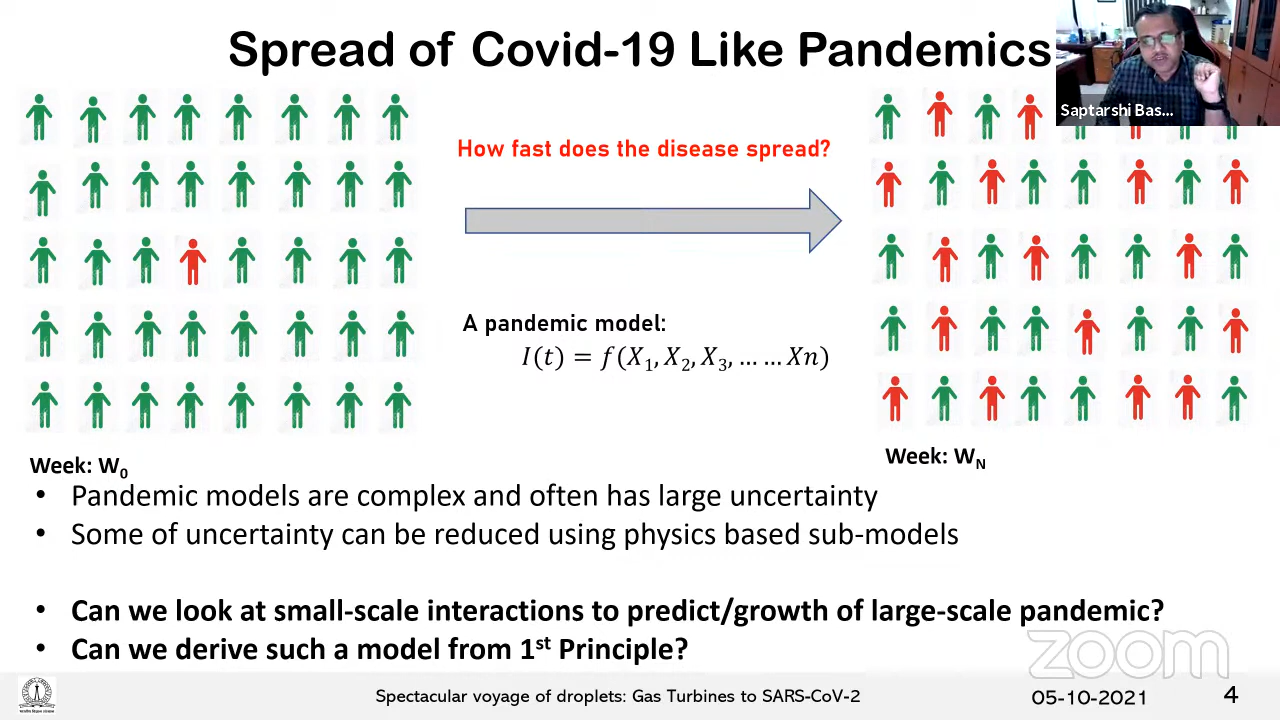 Spread of Covid-19 Like Pandemics
Saptarshi Bas...
How fast does the disease spread?
A pandemic model:
I(t) = f(X₁, X₂, X₃, … … Xn)
Week: W₀
Week: W_N
• Pandemic models are complex and often has large uncertainty
• Some of uncertainty can be reduced using physics based sub-models
• Can we look at small-scale interactions to predict/growth of large-scale pandemic?
• Can we derive such a model from 1st Principle?
zoom
Spectacular voyage of droplets: Gas Turbines to SARS-CoV-2
05-10-2021
4